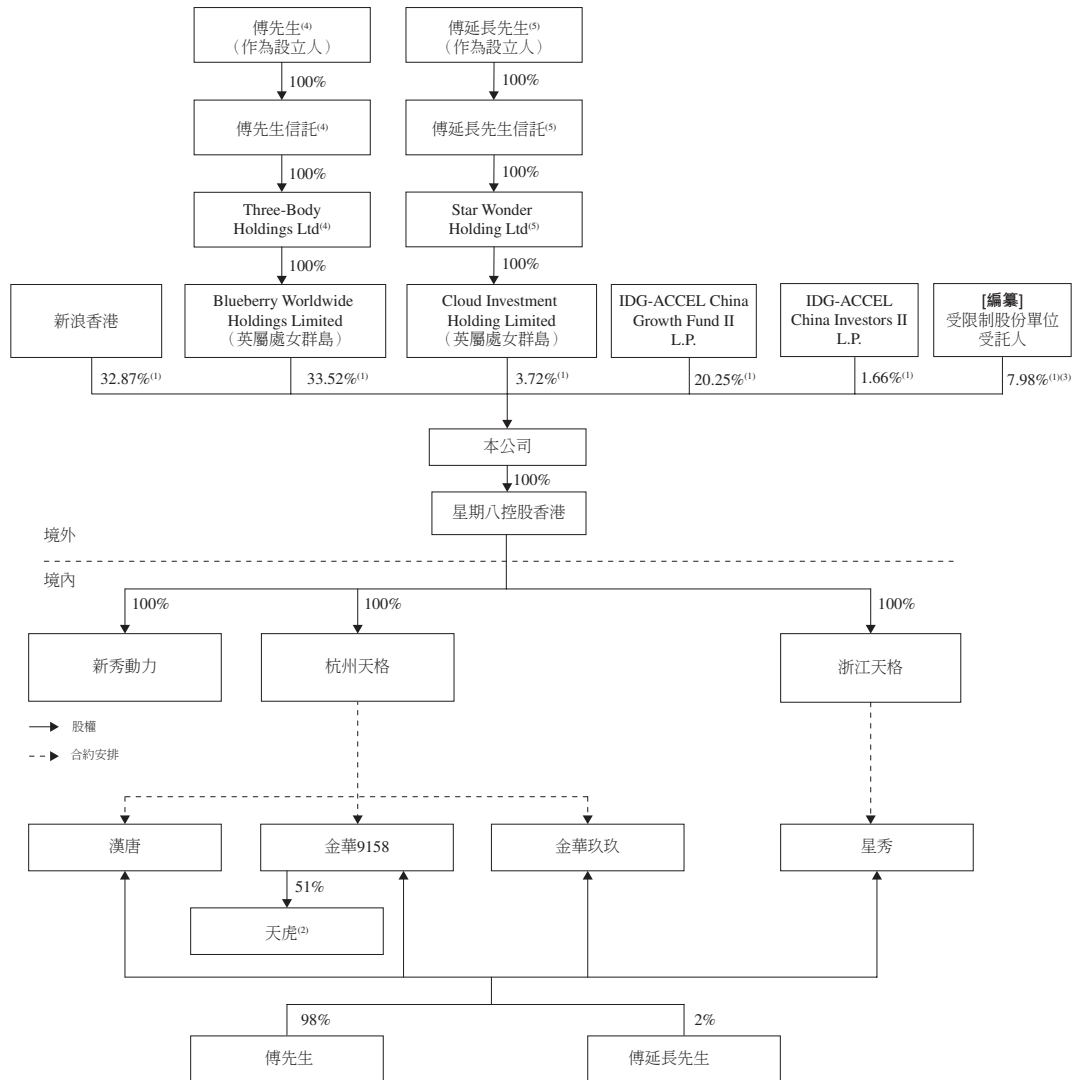 傅先生(4)
（作為設立人）
傅延長先生(5)
（作為設立人）
100%
100%
傅先生信託(4)
傅延長先生信託(5)
100%
100%
Three-Body
Holdings Ltd(4)
Star Wonder
Holding Ltd(5)
100%
100%
新浪香港
Blueberry Worldwide
Holdings Limited
（英屬處女群島）
Cloud Investment
Holding Limited
（英屬處女群島）
IDG-ACCEL China
Growth Fund II
L.P.
IDG-ACCEL
China Investors II
L.P.
[編纂]
受限制股份單位
受託人
32.87%(1)
33.52%(1)
3.72%(1)
20.25%(1)
1.66%(1)
7.98%(1)(3)
本公司
100%
星期八控股香港
境外
境內
100%
100%
100%
新秀動力
杭州天格
浙江天格
股權
合約安排
漢唐
金華9158
金華玖玖
星秀
51%
天虎(2)
98%
2%
傅先生
傅延長先生